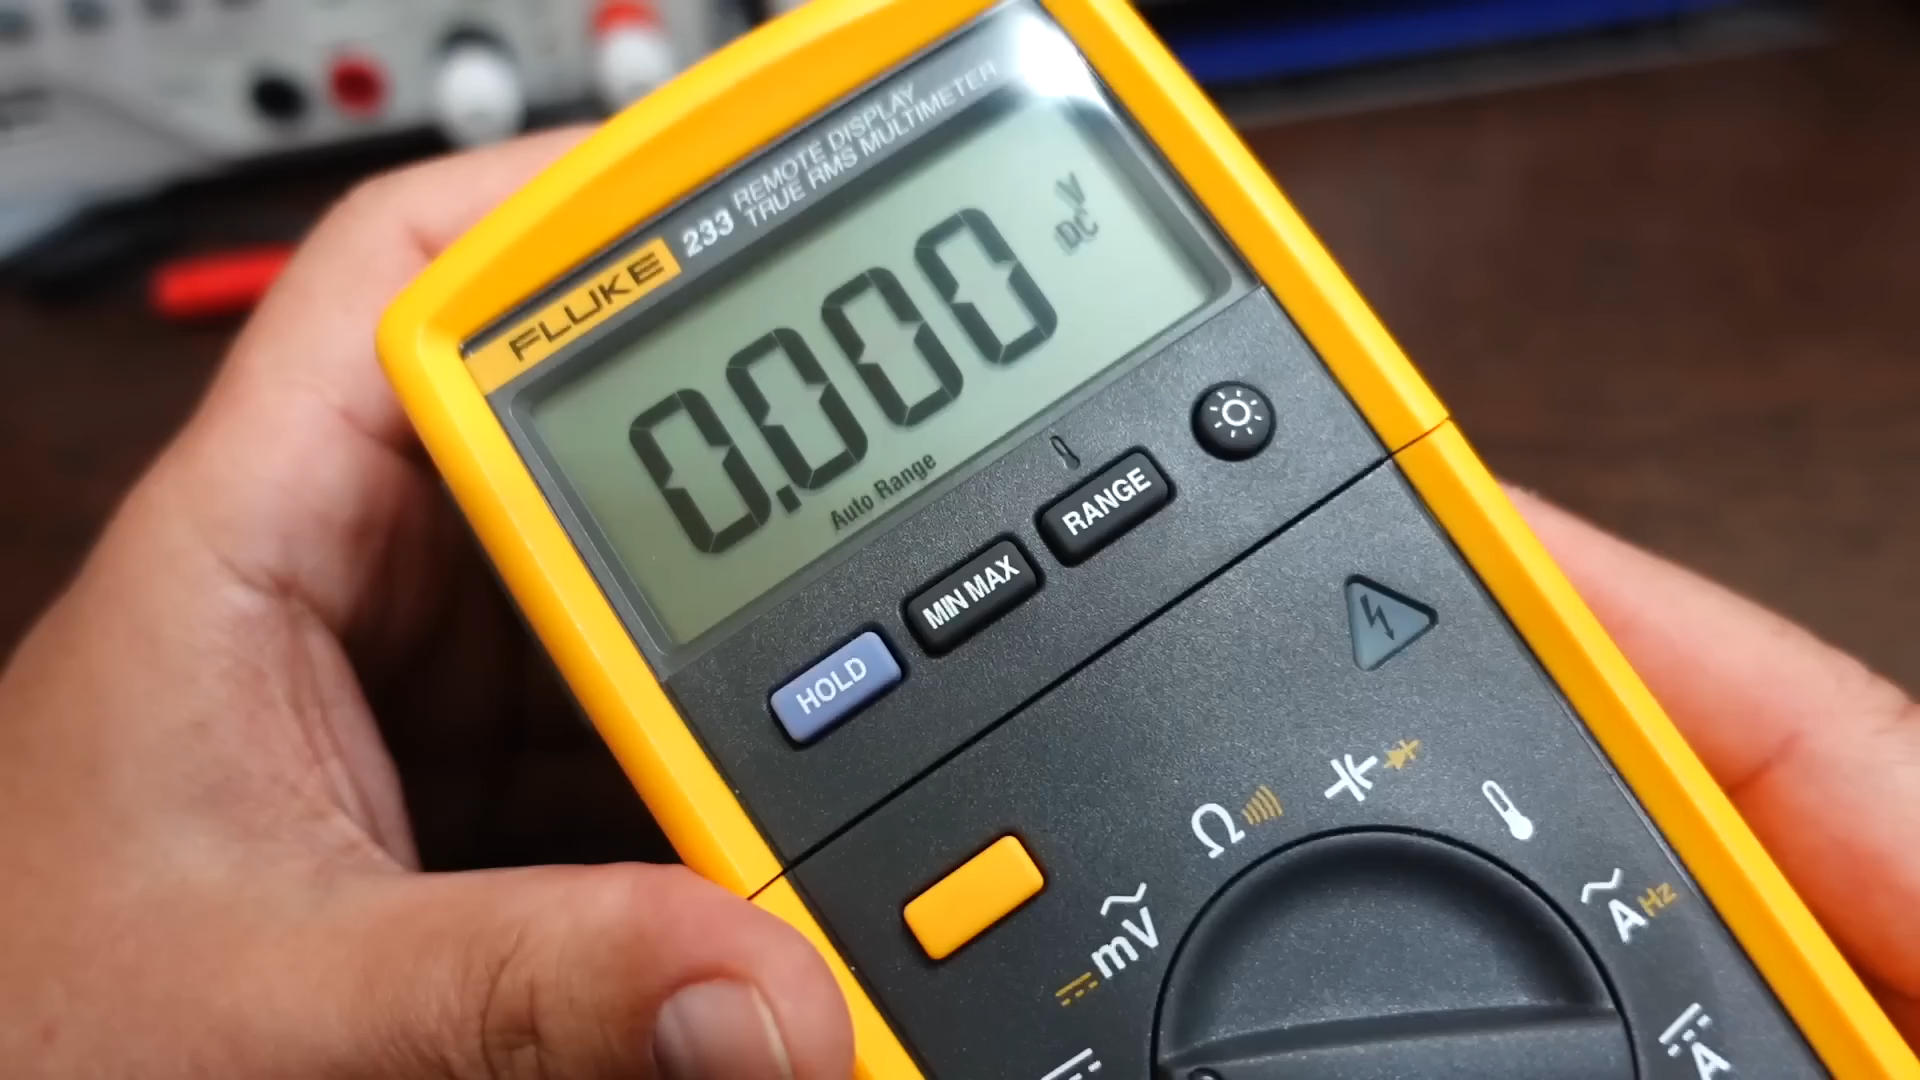 FLUKE 233 REMOTE DISPLAY
TRUE RMS MULTIMETER
0.000 V
DC
Auto Range
HOLD MIN MAX RANGE
Ω
mV
A Hz
A